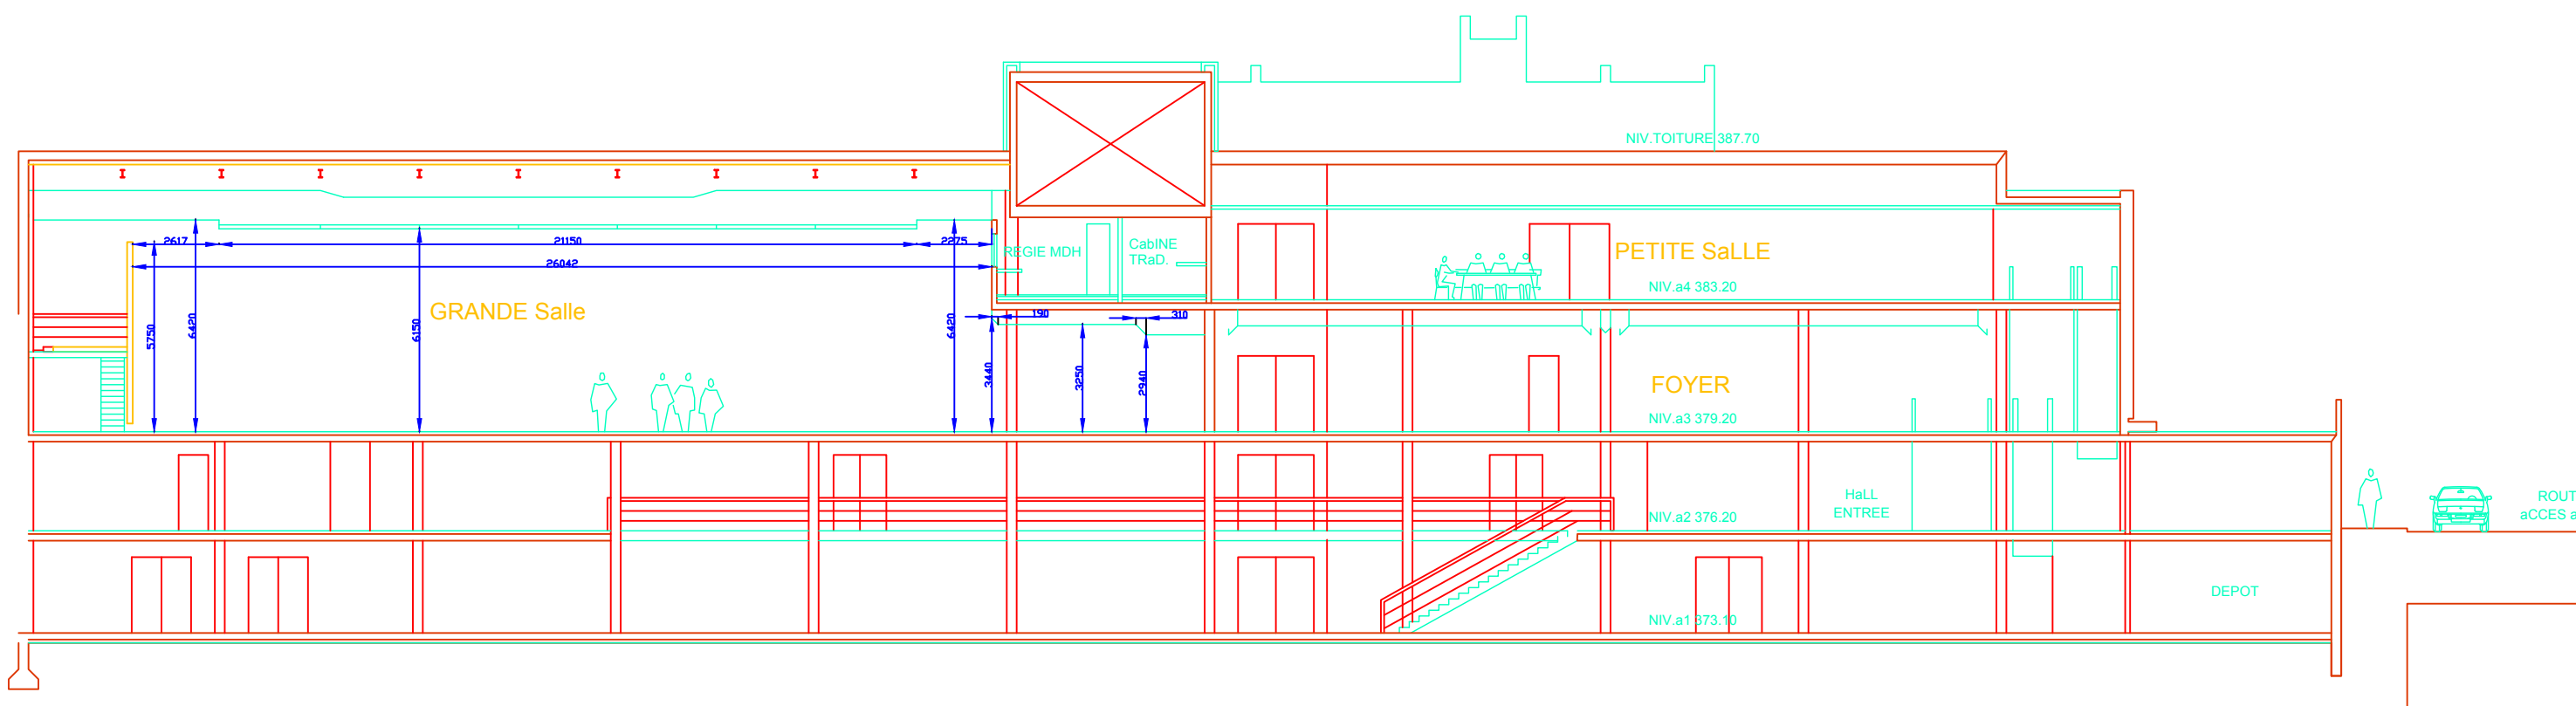 NIV.TOITURE 387.70
2617
21150
2275
26042
REGIE MDH
CabINE
TRaD.
PETITE SaLLE
NIV.a4 383.20
GRANDE Salle
5750
6420
6150
6420
190
310
3440
3250
2940
FOYER
NIV.a3 379.20
HaLL
ENTREE
NIV.a2 376.20
ROUT
aCCES a
DEPOT
NIV.a1 373.10